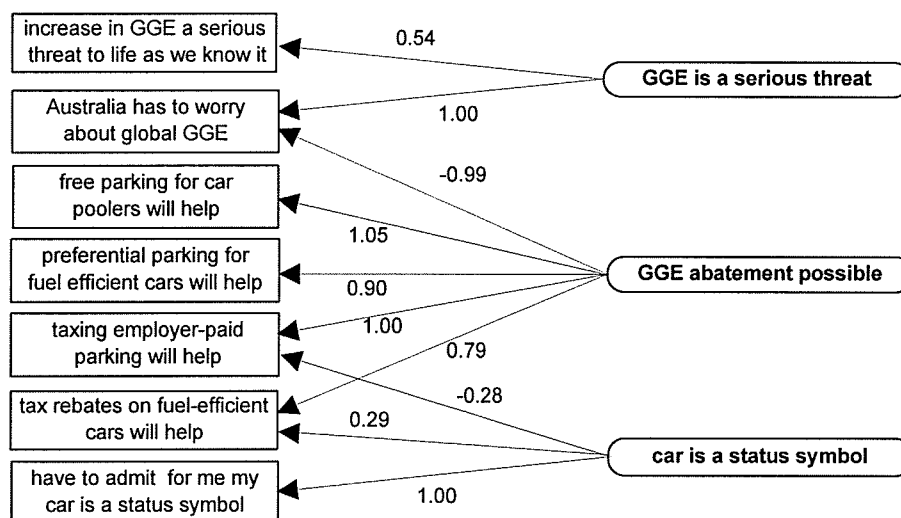 increase in GGE a serious
threat to life as we know it
0.54
GGE is a serious threat
Australia has to worry
about global GGE
1.00
-0.99
free parking for car
poolers will help
1.05
preferential parking for
fuel efficient cars will help
0.90
GGE abatement possible
taxing employer-paid
parking will help
1.00
0.79
-0.28
tax rebates on fuel-efficient
cars will help
0.29
car is a status symbol
have to admit for me my
car is a status symbol
1.00